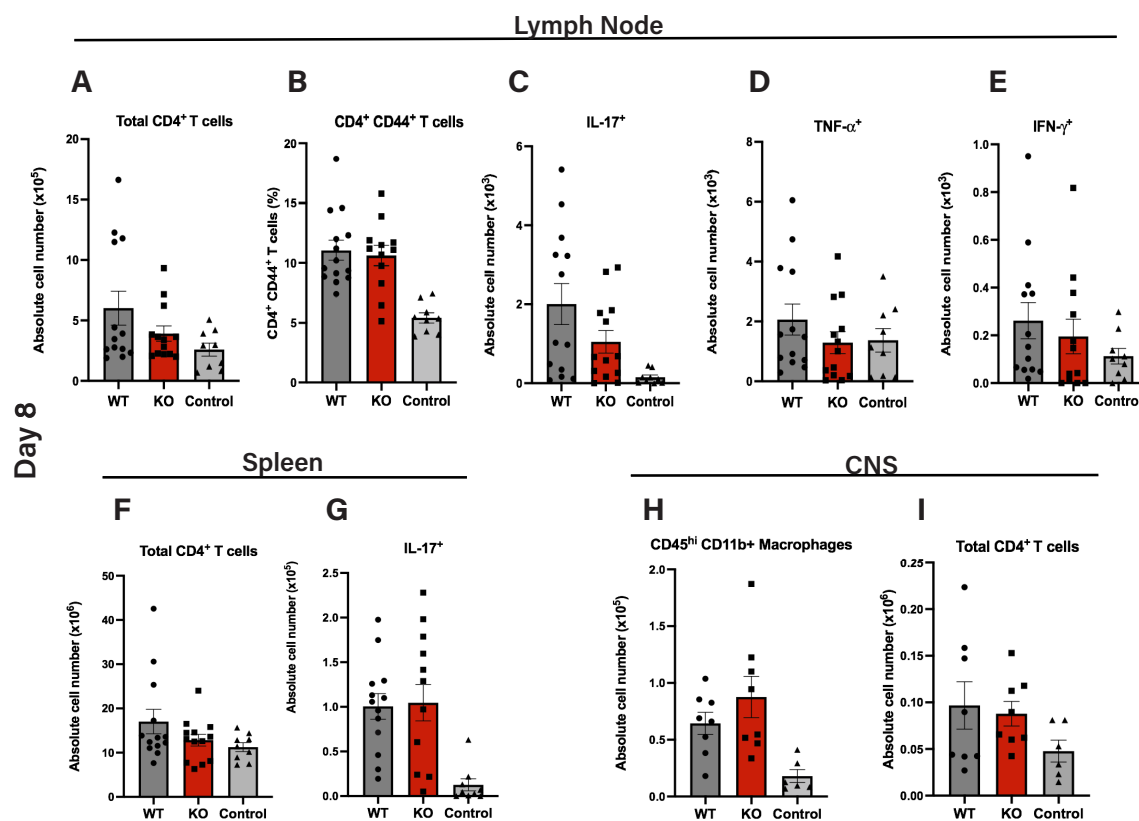 Lymph Node
A
B
C
D
E
Total CD4⁺ T cells
CD4⁺ CD44⁺ T cells
IL-17⁺
TNF-α⁺
IFN-γ⁺
Absolute cell number (x10⁵)
20
15
10
5
0
WT KO Control
CD4⁺ CD44⁺ T cells (%)
20
15
10
5
0
WT KO Control
Absolute cell number (x10³)
6
4
2
0
WT KO Control
Absolute cell number (x10³)
8
6
4
2
0
WT KO Control
Absolute cell number (x10³)
1.0
0.8
0.6
0.4
0.2
0.0
WT KO Control
Day 8
Spleen
CNS
F
G
H
I
Total CD4⁺ T cells
IL-17⁺
CD45ʰⁱ CD11b+ Macrophages
Total CD4⁺ T cells
Absolute cell number (x10⁶)
50
40
30
20
10
0
WT KO Control
Absolute cell number (x10⁵)
2.5
2.0
1.5
1.0
0.5
0.0
WT KO Control
Absolute cell number (x10⁵)
2.0
1.5
1.0
0.5
0.0
WT KO Control
Absolute cell number (x10⁶)
0.25
0.20
0.15
0.10
0.05
0.00
WT KO Control